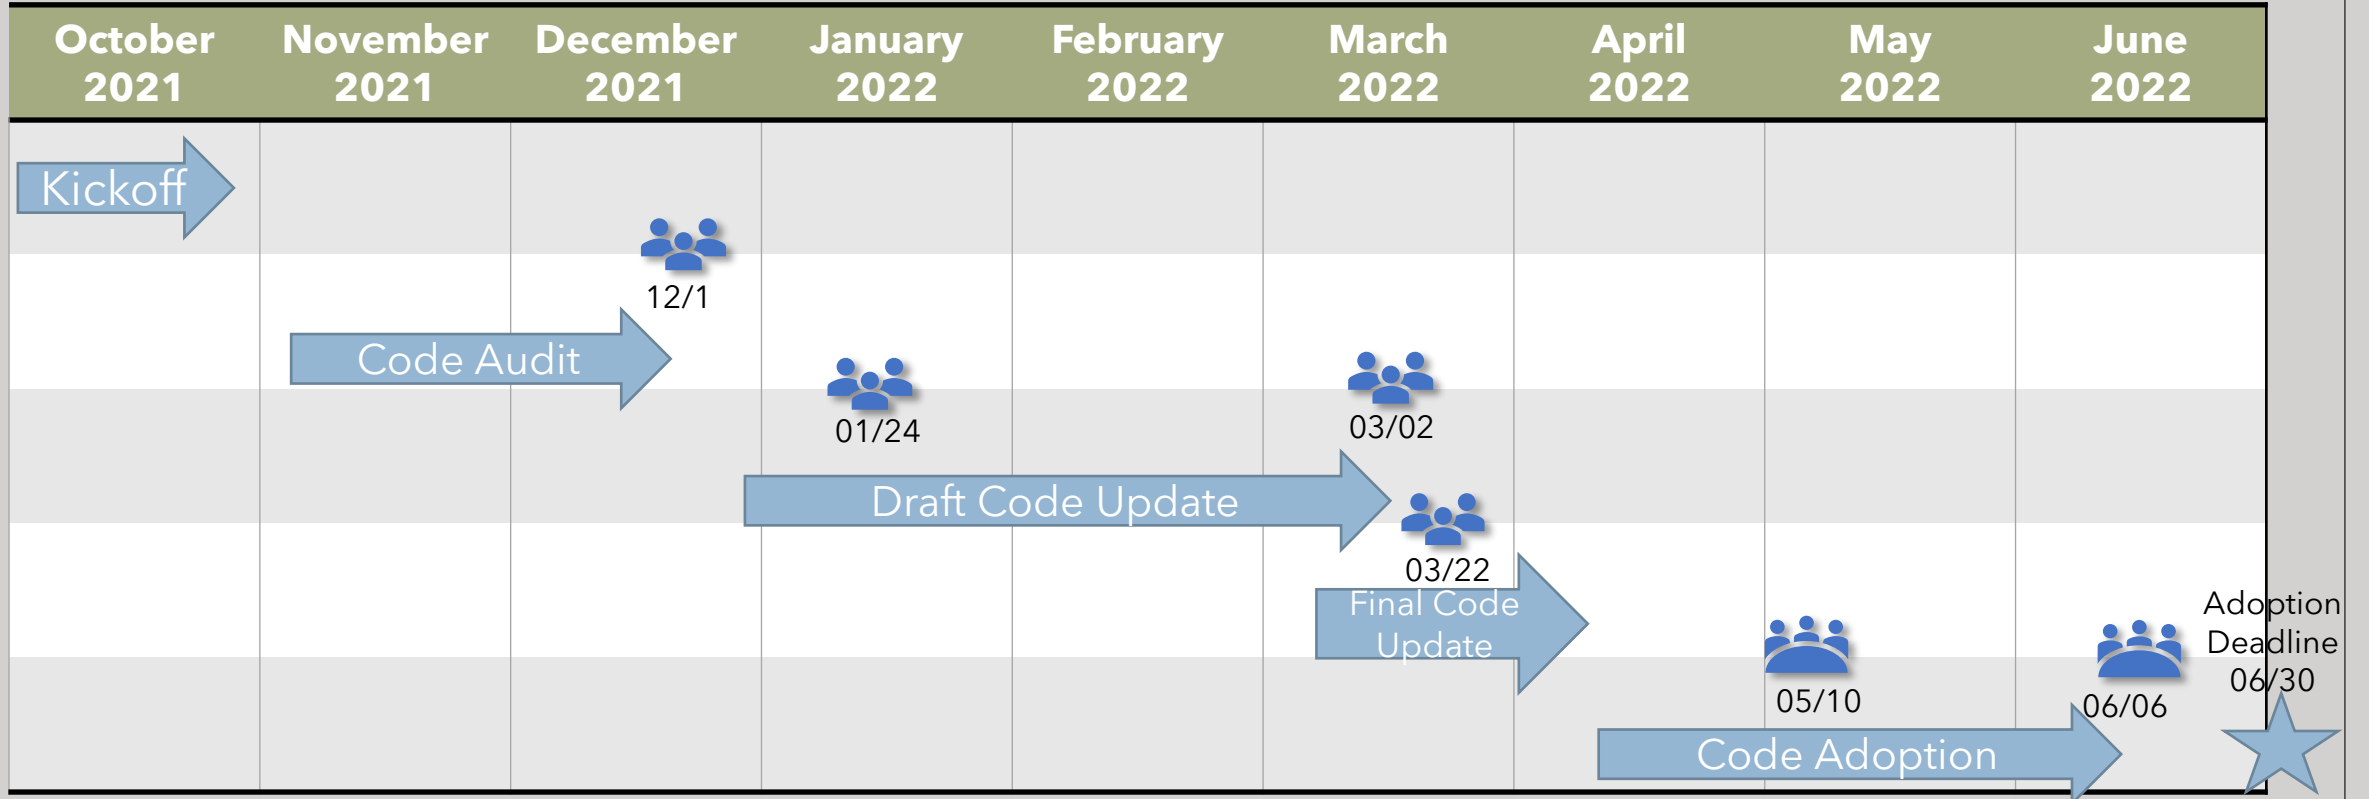 October
2021
November
2021
December
2021
January
2022
February
2022
March
2022
April
2022
May
2022
June
2022
Kickoff
12/1
Code Audit
01/24
03/02
Draft Code Update
03/22
Final Code
Update
05/10
06/06
Adoption
Deadline
06/30
Code Adoption